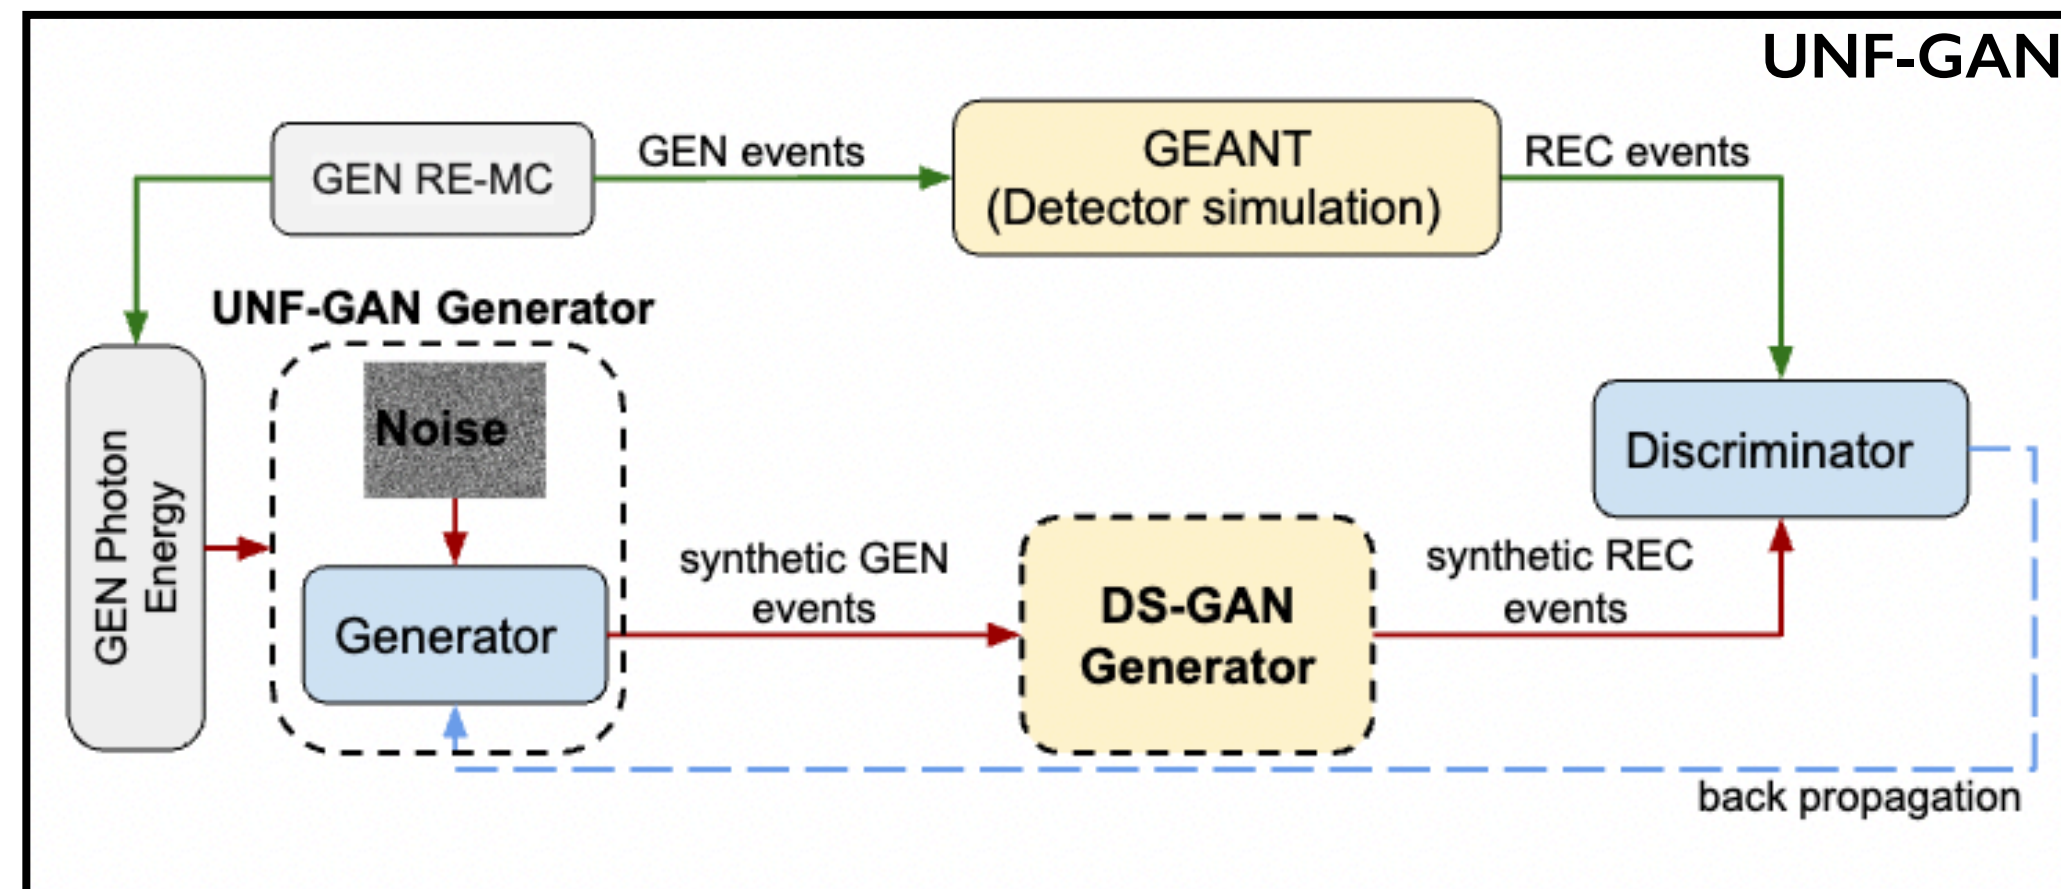 UNF-GAN
GEN RE-MC
GEN events
GEANT
(Detector simulation)
REC events
UNF-GAN Generator
GEN Photon
Energy
Noise
Generator
synthetic GEN
events
DS-GAN
Generator
synthetic REC
events
Discriminator
back propagation